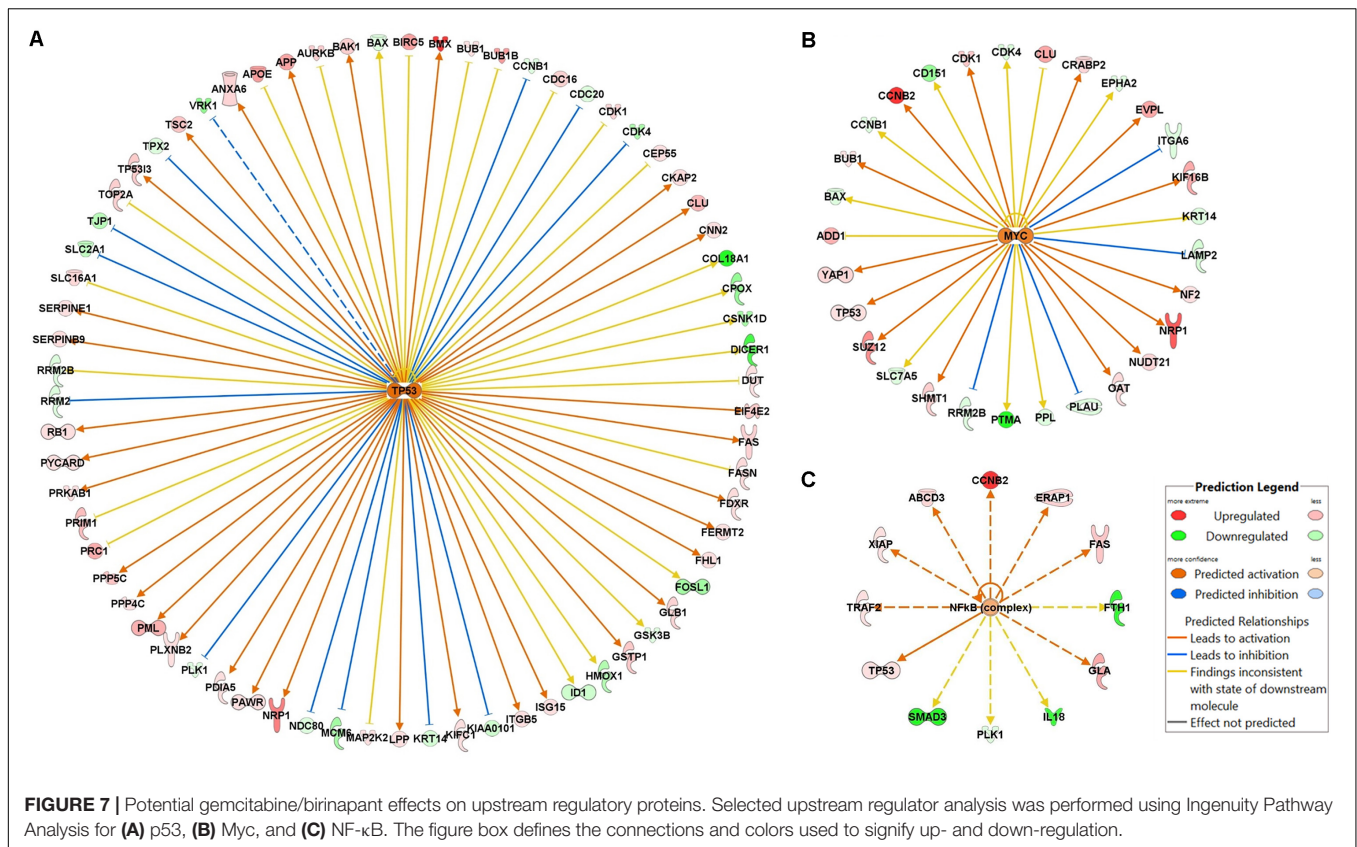 A
BIRC5
BMX
BUB1
BUB1B
CCNB1
CDC16
CDC20
CDK1
CDK4
CEP55
CKAP2
CLU
CNN2
COL18A1
CPOX
CSNK1D
DICER1
DUT
EIF4E2
FAS
FASN
FDXR
FERMT2
FHL1
FOSL1
GLB1
GSK3B
GSTP1
HMOX1
ID1
ISG15
ITGB5
KIAA0101
KIFC1
KRT14
LPP
MAP2K2
MCM6
NDC80
NRP1
PAWR
PDIA5
PLK1
PLXNB2
PML
PPP4C
PPP5C
PRC1
PRIM1
PRKAB1
PYCARD
RB1
RRM2
RRM2B
SERPINB9
SERPINE1
SLC16A1
SLC2A1
TJP1
TOP2A
TP53I3
TPX2
TSC2
VRK1
ANXA6
APOE
APP
AURKB
BAK1
BAX
TP53
B
CDK4
CLU
CRABP2
EPHA2
EVPL
ITGA6
KIF16B
KRT14
LAMP2
NF2
NRP1
NUDT21
OAT
PLAU
PPL
PTMA
RRM2B
SHMT1
SLC7A5
SUZ12
TP53
YAP1
ADD1
BAX
BUB1
CCNB1
CCNB2
CD151
CDK1
MYC
C
CCNB2
ERAP1
FAS
FTH1
GLA
IL18
PLK1
SMAD3
TP53
TRAF2
XIAP
ABCD3
NFkB (complex)
Prediction Legend
more extreme less
Upregulated
Downregulated
more confidence less
Predicted activation
Predicted inhibition
Predicted Relationships
Leads to activation
Leads to inhibition
Findings inconsistent
with state of downstream
molecule
Effect not predicted
FIGURE 7 | Potential gemcitabine/birinapant effects on upstream regulatory proteins. Selected upstream regulator analysis was performed using Ingenuity Pathway
Analysis for (A) p53, (B) Myc, and (C) NF-κB. The figure box defines the connections and colors used to signify up- and down-regulation.